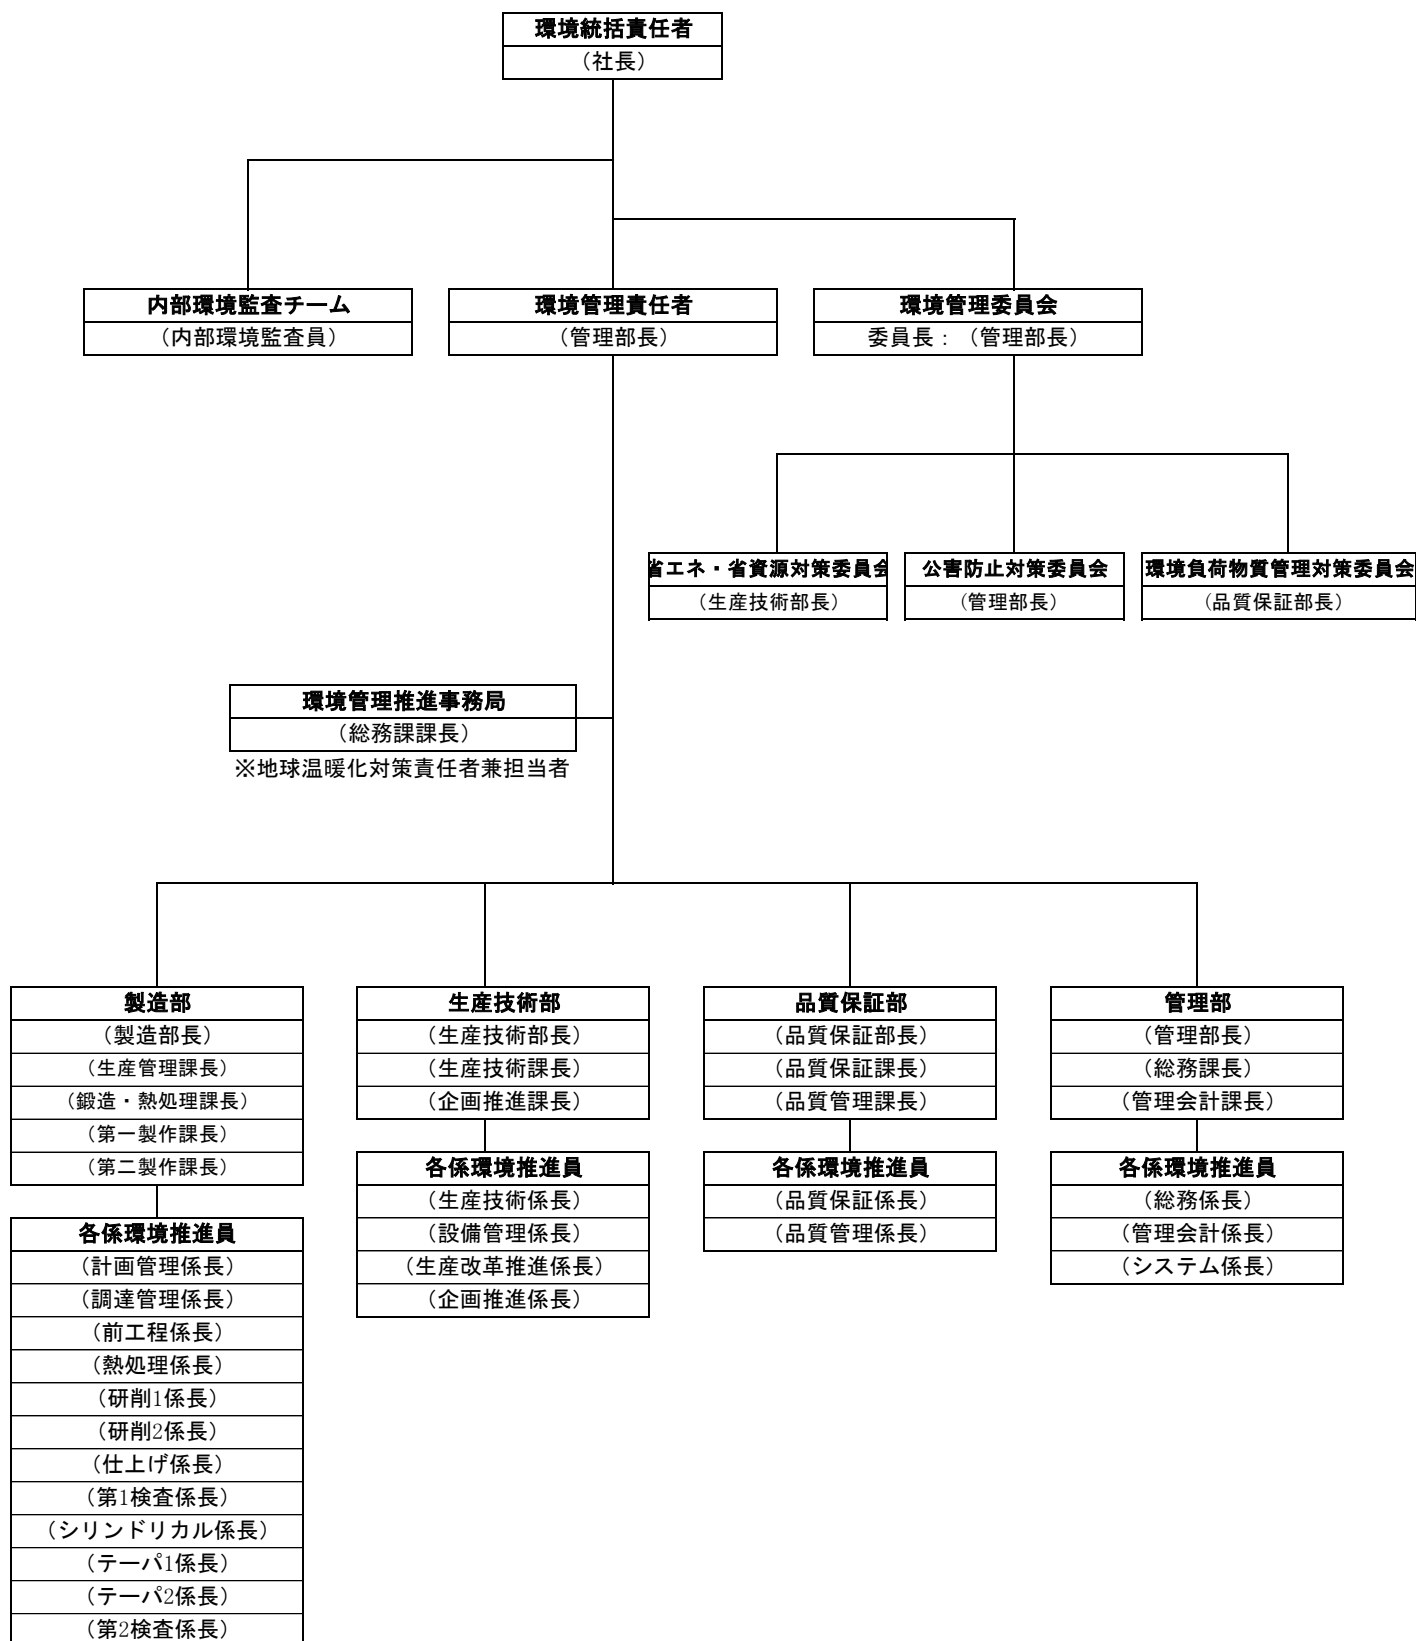 環境統括責任者
（社長）
内部環境監査チーム
（内部環境監査員）
環境管理責任者
（管理部長）
環境管理委員会
委員長：（管理部長）
省エネ・省資源対策委員会
（生産技術部長）
公害防止対策委員会
（管理部長）
環境負荷物質管理対策委員会
（品質保証部長）
環境管理推進事務局
（総務課課長）
※地球温暖化対策責任者兼担当者
製造部
（製造部長）
（生産管理課長）
（鍛造・熱処理課長）
（第一製作課長）
（第二製作課長）
各係環境推進員
（計画管理係長）
（調達管理係長）
（前工程係長）
（熱処理係長）
（研削1係長）
（研削2係長）
（仕上げ係長）
（第1検査係長）
（シリンドリカル係長）
（テーパ1係長）
（テーパ2係長）
（第2検査係長）
生産技術部
（生産技術部長）
（生産技術課長）
（企画推進課長）
各係環境推進員
（生産技術係長）
（設備管理係長）
（生産改革推進係長）
（企画推進係長）
品質保証部
（品質保証部長）
（品質保証課長）
（品質管理課長）
各係環境推進員
（品質保証係長）
（品質管理係長）
管理部
（管理部長）
（総務課長）
（管理会計課長）
各係環境推進員
（総務係長）
（管理会計係長）
（システム係長）